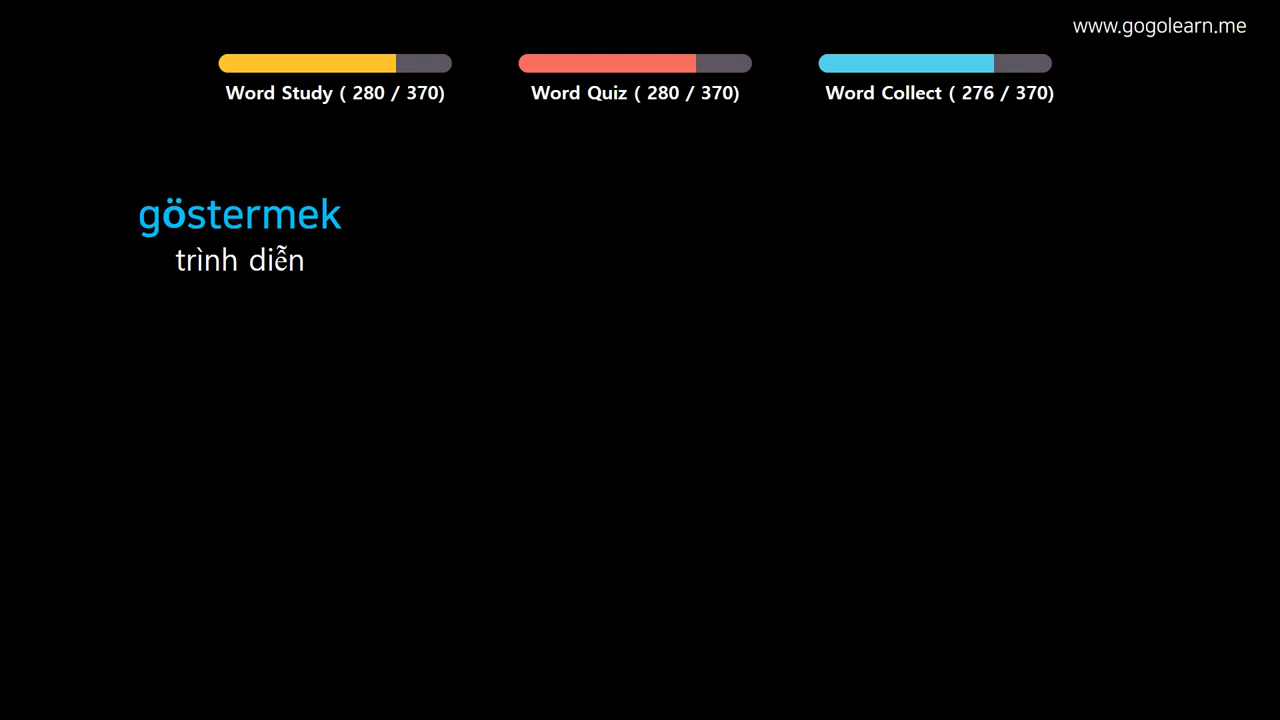 www.gogolearn.me
Word Study ( 280 / 370)
Word Quiz ( 280 / 370)
Word Collect ( 276 / 370)
göstermek
trình diễn